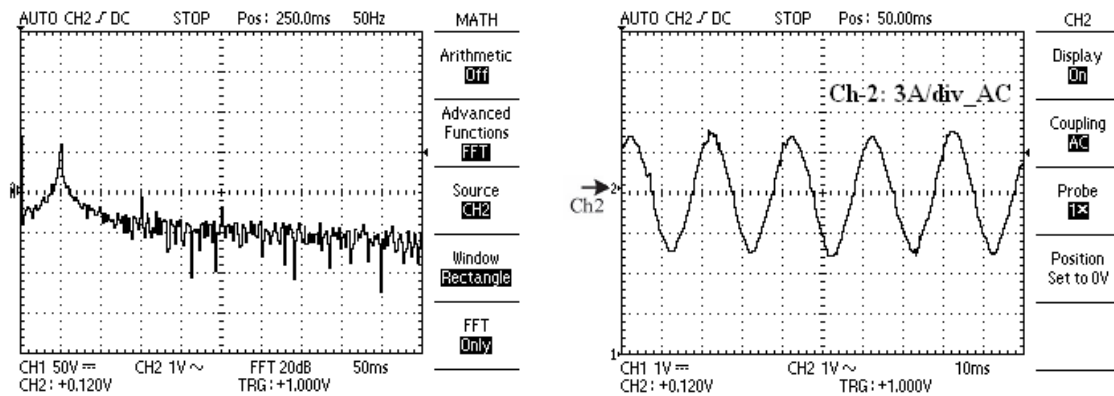 AUTO CH2 ⌠ DC STOP Pos: 250.0ms 50Hz MATH
Arithmetic
Off
Advanced
Functions
FFT
Source
CH2
Window
Rectangle
FFT
Only
CH1 50V ⎓ CH2 1V ~ FFT 20dB 50ms
CH2: +0.120V TRG: +1.000V
AUTO CH2 ⌠ DC STOP Pos: 50.00ms CH2
Ch-2: 3A/div_AC
Display
On
Coupling
AC
Probe
1×
Position
Set to 0V
2
Ch2
1
CH1 1V ⎓ CH2 1V ~ 10ms
CH2: +0.120V TRG: +1.000V